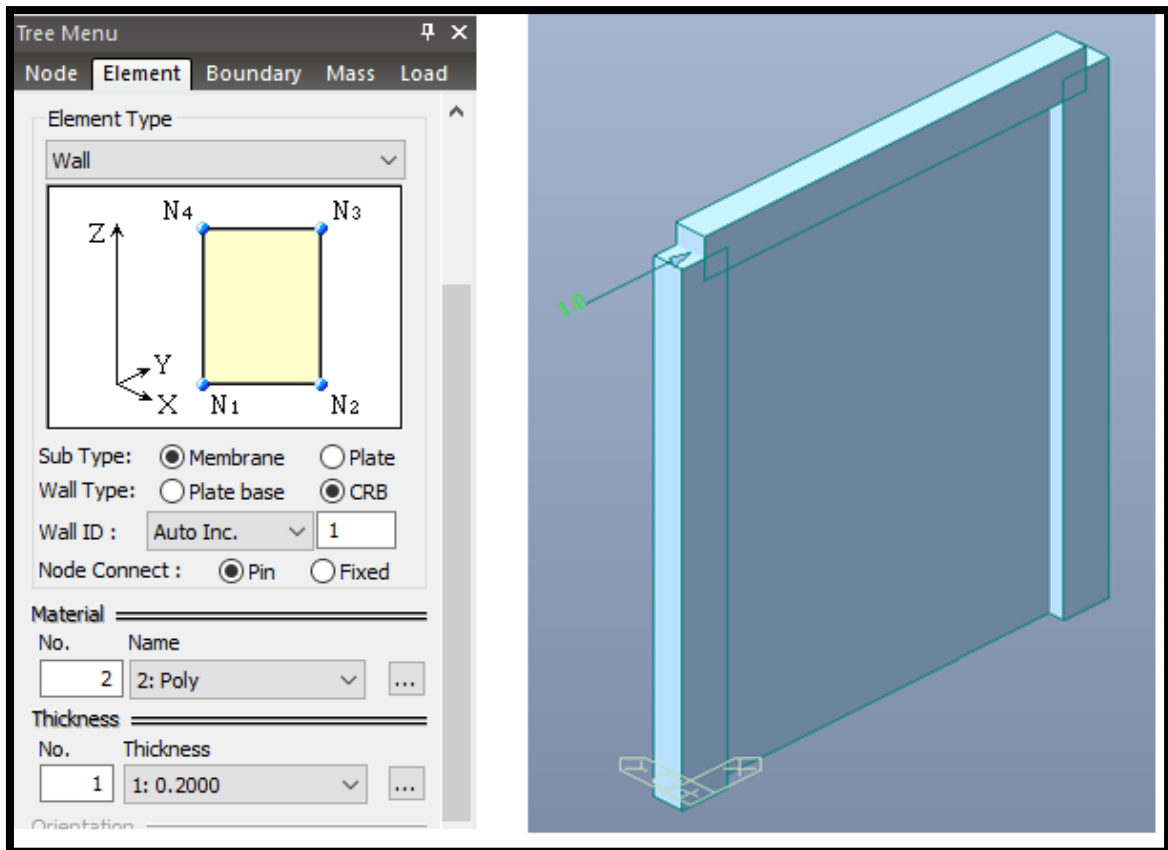 Tree Menu
Node Element Boundary Mass Load
Element Type
Wall
N4 N3
Z
Y
X N1 N2
Sub Type: Membrane Plate
Wall Type: Plate base CRB
Wall ID : Auto Inc. 1
Node Connect : Pin Fixed
Material
No. Name
2 2: Poly ...
Thickness
No. Thickness
1 1: 0.2000 ...
Orientation
1.0